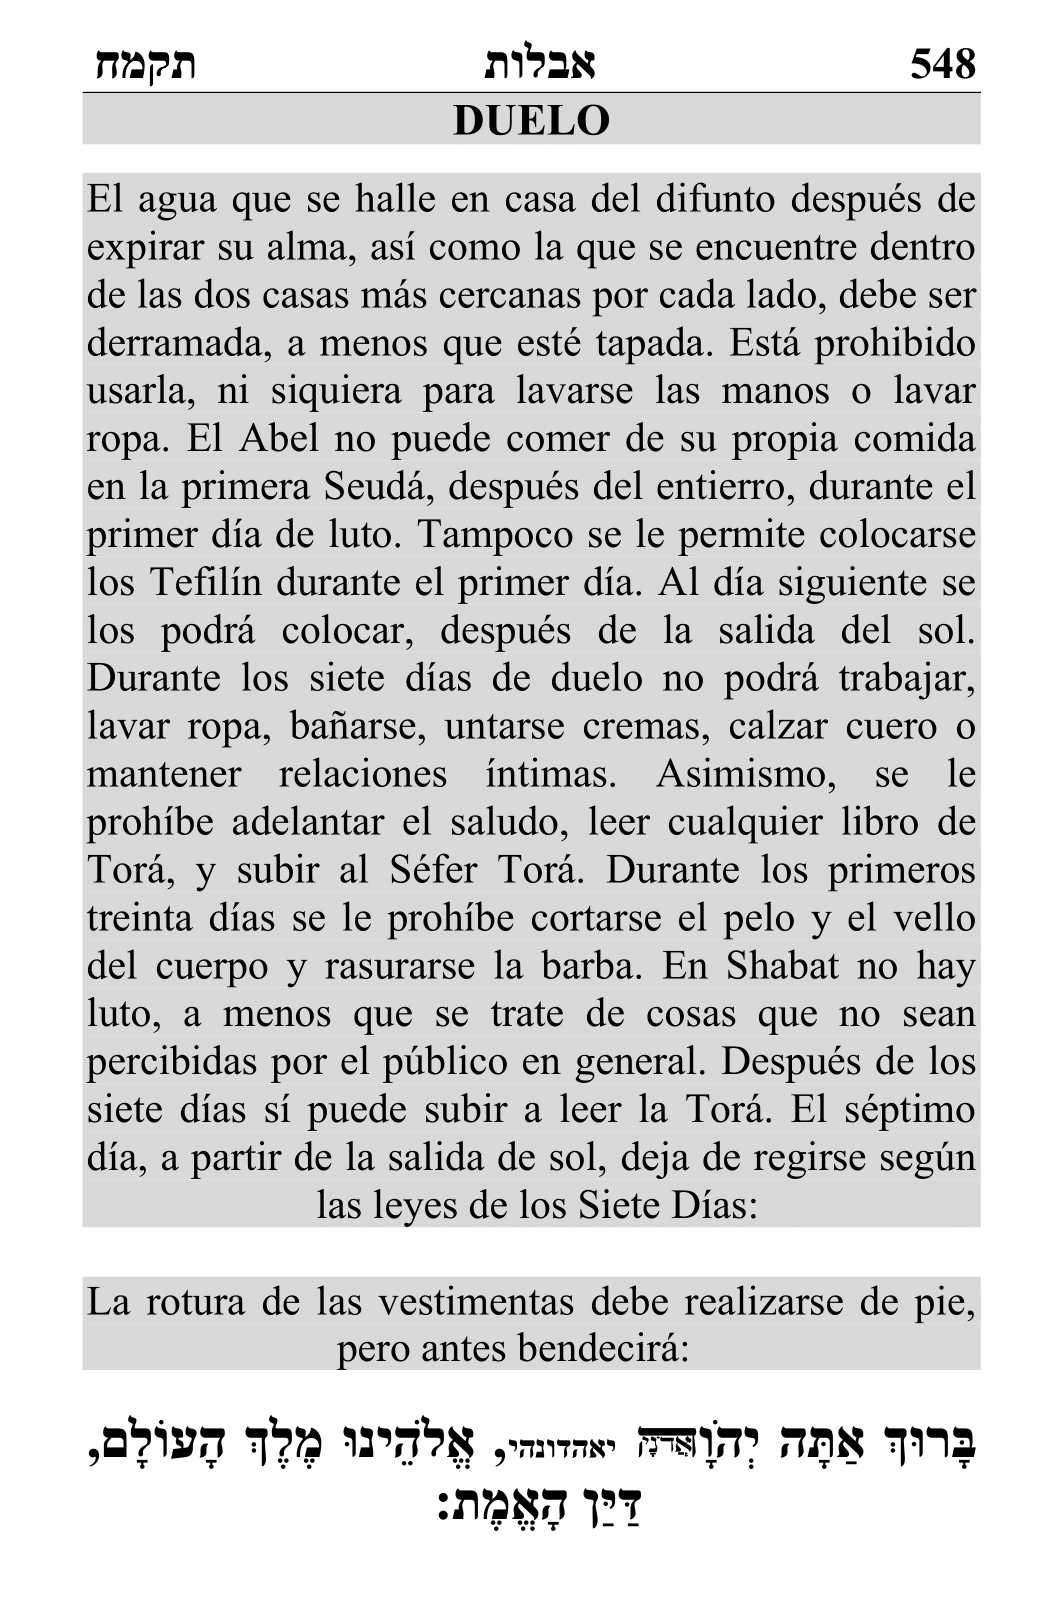 תקמח אבלות 548
DUELO
El agua que se halle en casa del difunto después de
expirar su alma, así como la que se encuentre dentro
de las dos casas más cercanas por cada lado, debe ser
derramada, a menos que esté tapada. Está prohibido
usarla, ni siquiera para lavarse las manos o lavar
ropa. El Abel no puede comer de su propia comida
en la primera Seudá, después del entierro, durante el
primer día de luto. Tampoco se le permite colocarse
los Tefilín durante el primer día. Al día siguiente se
los podrá colocar, después de la salida del sol.
Durante los siete días de duelo no podrá trabajar,
lavar ropa, bañarse, untarse cremas, calzar cuero o
mantener relaciones íntimas. Asimismo, se le
prohíbe adelantar el saludo, leer cualquier libro de
Torá, y subir al Séfer Torá. Durante los primeros
treinta días se le prohíbe cortarse el pelo y el vello
del cuerpo y rasurarse la barba. En Shabat no hay
luto, a menos que se trate de cosas que no sean
percibidas por el público en general. Después de los
siete días sí puede subir a leer la Torá. El séptimo
día, a partir de la salida de sol, deja de regirse según
las leyes de los Siete Días:
La rotura de las vestimentas debe realizarse de pie,
pero antes bendecirá:
בָּרוּךְ אַתָּה יְהֹוָה אֲדֹנָי יאהדונהי, אֱלֹהֵינוּ מֶלֶךְ הָעוֹלָם,
דַּיַּן הָאֱמֶת: